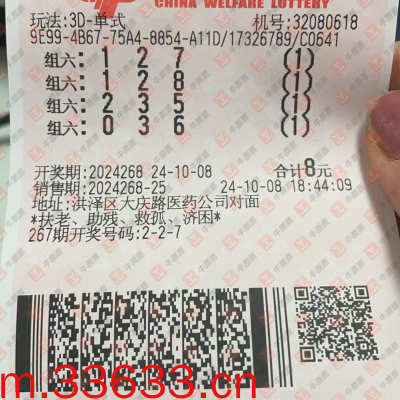 CHINA WELFARE LOTTERY
玩法:3D-单式 机号:32080618
9E99-4B67-75A4-8854-A11D/17326789/C0641
组六:1 2 7 (1)
组六:1 2 8 (1)
组六:2 3 5 (1)
组六:0 3 6 (1)
开奖期:2024268 24-10-08 合计8元
销售期:2024268-25 24-10-08 18:44:09
地址:洪泽区大庆路医药公司对面
*扶老、助残、救孤、济困*
267期开奖号码:2-2-7
m.33633.cn